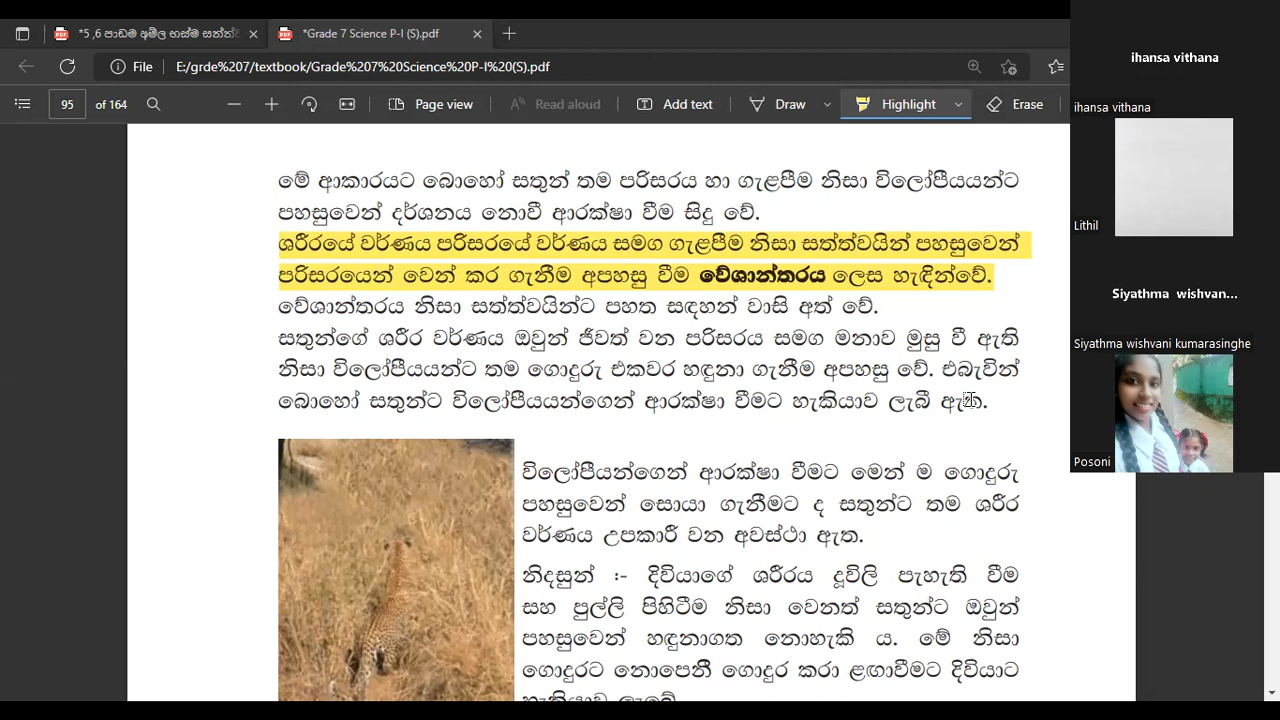 *5 ,6 පාඩම අම්ල භස්ම සත්ත්ව
*Grade 7 Science P-I (S).pdf
File
E:/grde%207/textbook/Grade%207%20Science%20P-I%20(S).pdf
95 of 164
Page view
Read aloud
Add text
Draw
Highlight
Erase
මේ ආකාරයට බොහෝ සතුන් තම පරිසරය හා ගැළපීම නිසා විලෝපීයයන්ට
පහසුවෙන් දර්ශනය නොවී ආරක්ෂා වීම සිදු වේ.
ශරීරයේ වර්ණය පරිසරයේ වර්ණය සමග ගැළපීම නිසා සත්ත්වයින් පහසුවෙන්
පරිසරයෙන් වෙන් කර ගැනීම අපහසු වීම වේශාන්තරය ලෙස හැඳින්වේ.
වේශාන්තරය නිසා සත්ත්වයින්ට පහත සඳහන් වාසි අත් වේ.
සතුන්ගේ ශරීර වර්ණය ඔවුන් ජීවත් වන පරිසරය සමග මනාව මුසු වී ඇති
නිසා විලෝපීයයන්ට තම ගොදුරු එකවර හඳුනා ගැනීම අපහසු වේ. එබැවින්
බොහෝ සතුන්ට විලෝපීයයන්ගෙන් ආරක්ෂා වීමට හැකියාව ලැබී ඇත.
විලෝපීයන්ගෙන් ආරක්ෂා වීමට මෙන් ම ගොදුරු
පහසුවෙන් සොයා ගැනීමට ද සතුන්ට තම ශරීර
වර්ණය උපකාරී වන අවස්ථා ඇත.
නිදසුන් :- දිවියාගේ ශරීරය දූවිලි පැහැති වීම
සහ පුල්ලි පිහිටීම නිසා වෙනත් සතුන්ට ඔවුන්
පහසුවෙන් හඳුනාගත නොහැකි ය. මේ නිසා
ගොදුරට නොපෙනී ගොදුර කරා ළඟාවීමට දිවියාට
ihansa vithana
ihansa vithana
Lithil
Siyathma wishvan...
Siyathma wishvani kumarasinghe
Posoni